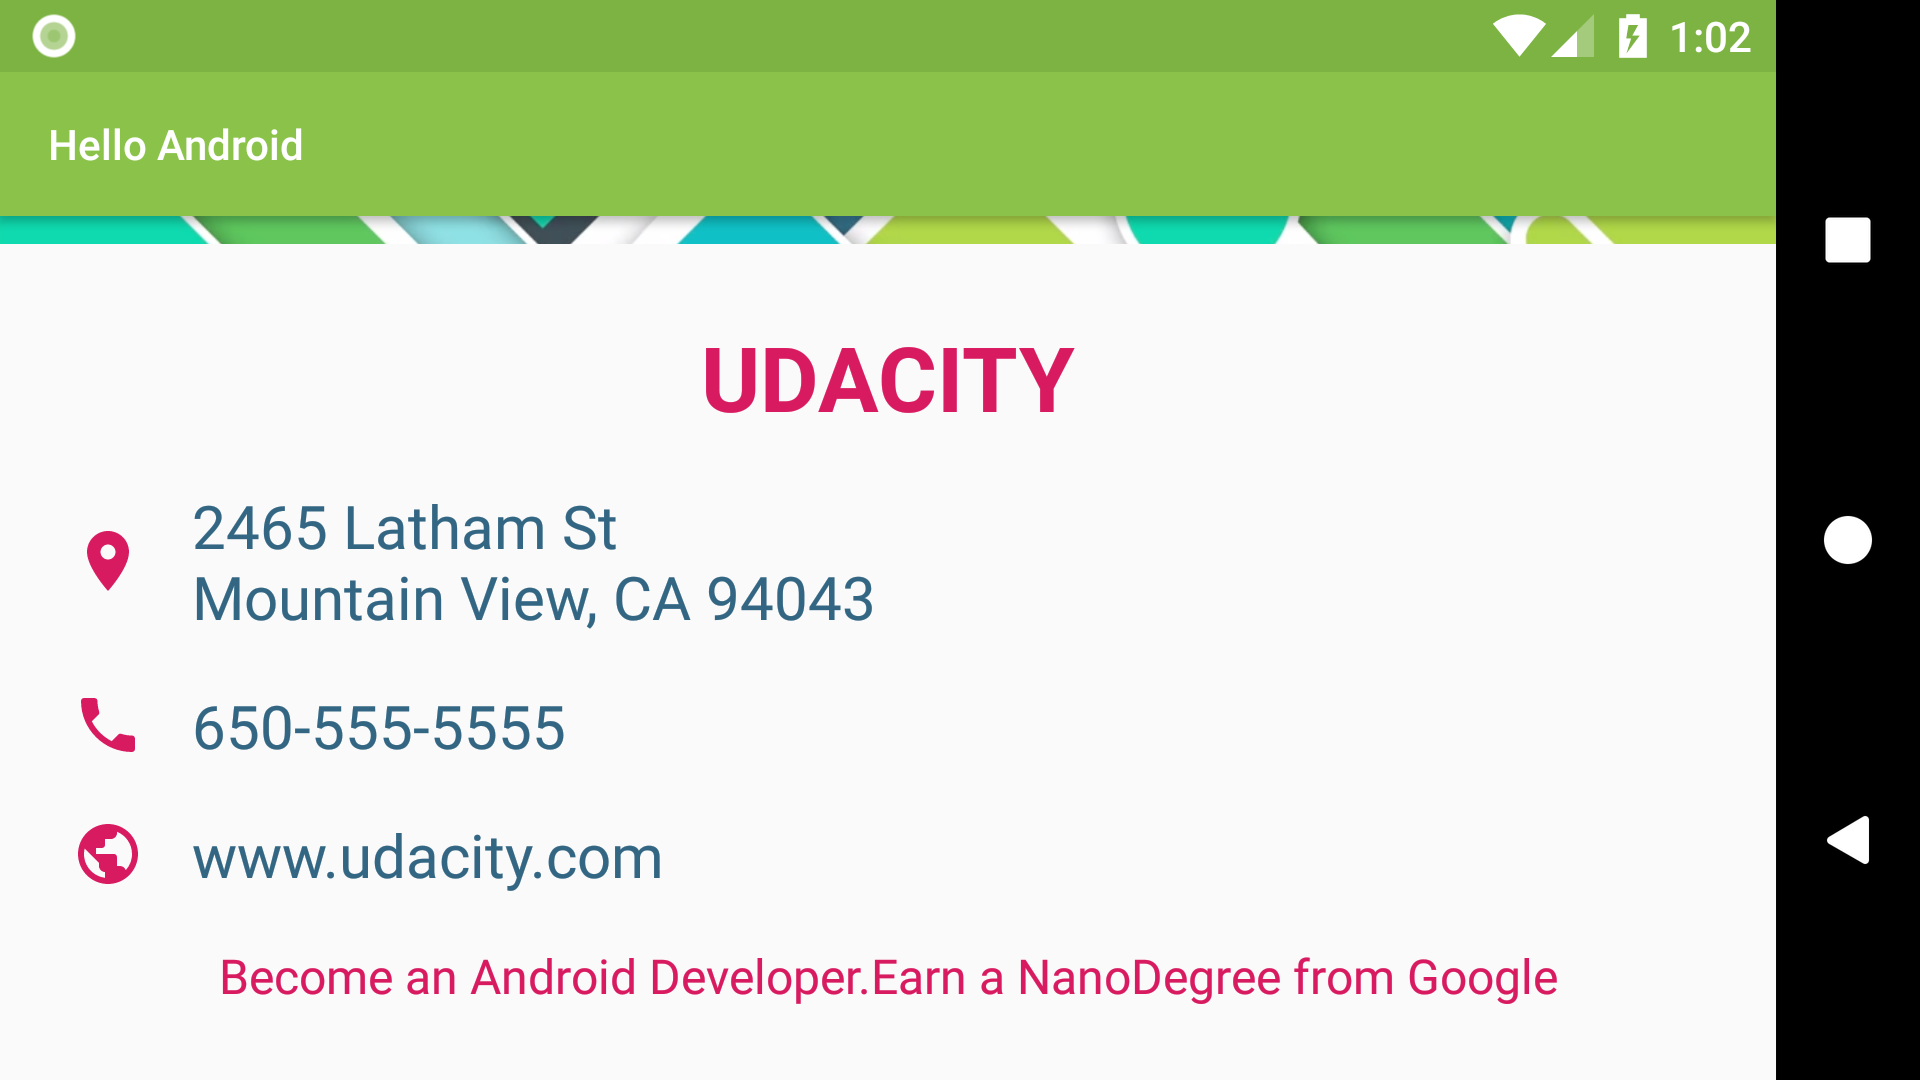 1:02
Hello Android
UDACITY
2465 Latham St
Mountain View, CA 94043
650-555-5555
www.udacity.com
Become an Android Developer.Earn a NanoDegree from Google